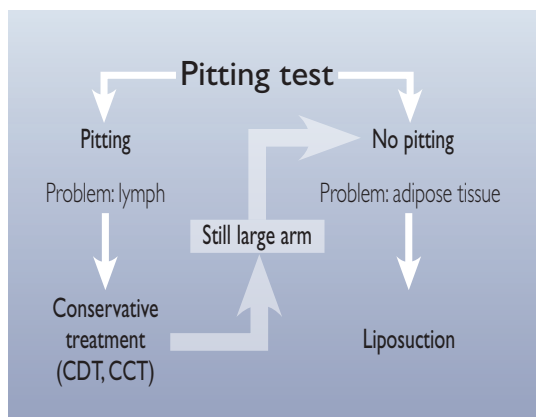 Pitting test
Pitting
No pitting
Problem: lymph
Problem: adipose tissue
Still large arm
Conservative
treatment
(CDT, CCT)
Liposuction